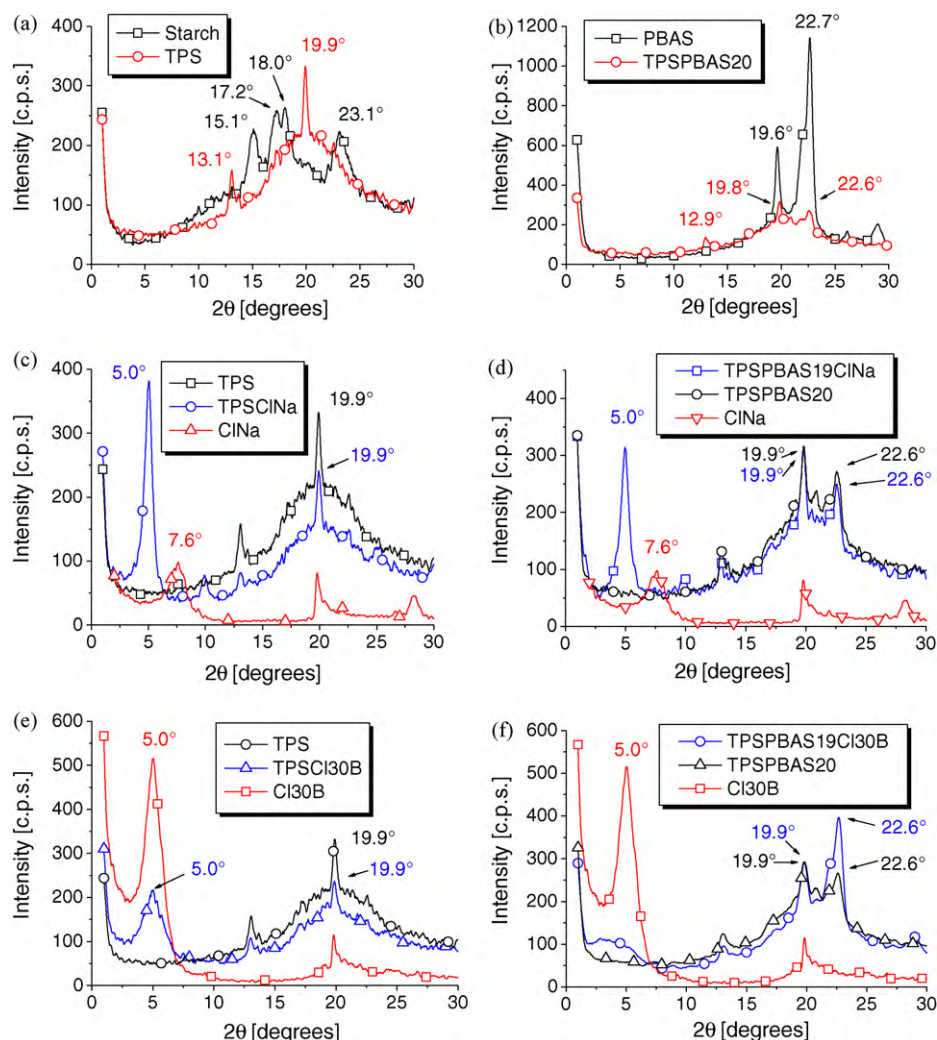 (a)
Starch
TPS
19.9°
18.0°
17.2°
15.1°
23.1°
13.1°
400
300
200
100
0
Intensity [c.p.s.]
0 5 10 15 20 25 30
2θ [degrees]
(b)
PBAS
TPSPBAS20
22.7°
19.6°
19.8°
22.6°
12.9°
1200
1000
800
600
400
200
0
Intensity [c.p.s.]
0 5 10 15 20 25 30
2θ [degrees]
(c)
TPS
TPSClNa
ClNa
5.0°
19.9°
19.9°
7.6°
400
300
200
100
0
Intensity [c.p.s.]
0 5 10 15 20 25 30
2θ [degrees]
(d)
TPSPBAS19ClNa
TPSPBAS20
ClNa
5.0°
19.9°
19.9°
22.6°
22.6°
7.6°
400
300
200
100
0
Intensity [c.p.s.]
0 5 10 15 20 25 30
2θ [degrees]
(e)
TPS
TPSCl30B
Cl30B
5.0°
5.0°
19.9°
19.9°
600
500
400
300
200
100
0
Intensity [c.p.s.]
0 5 10 15 20 25 30
2θ [degrees]
(f)
TPSPBAS19Cl30B
TPSPBAS20
Cl30B
5.0°
19.9°
19.9°
22.6°
22.6°
600
500
400
300
200
100
0
Intensity [c.p.s.]
0 5 10 15 20 25 30
2θ [degrees]